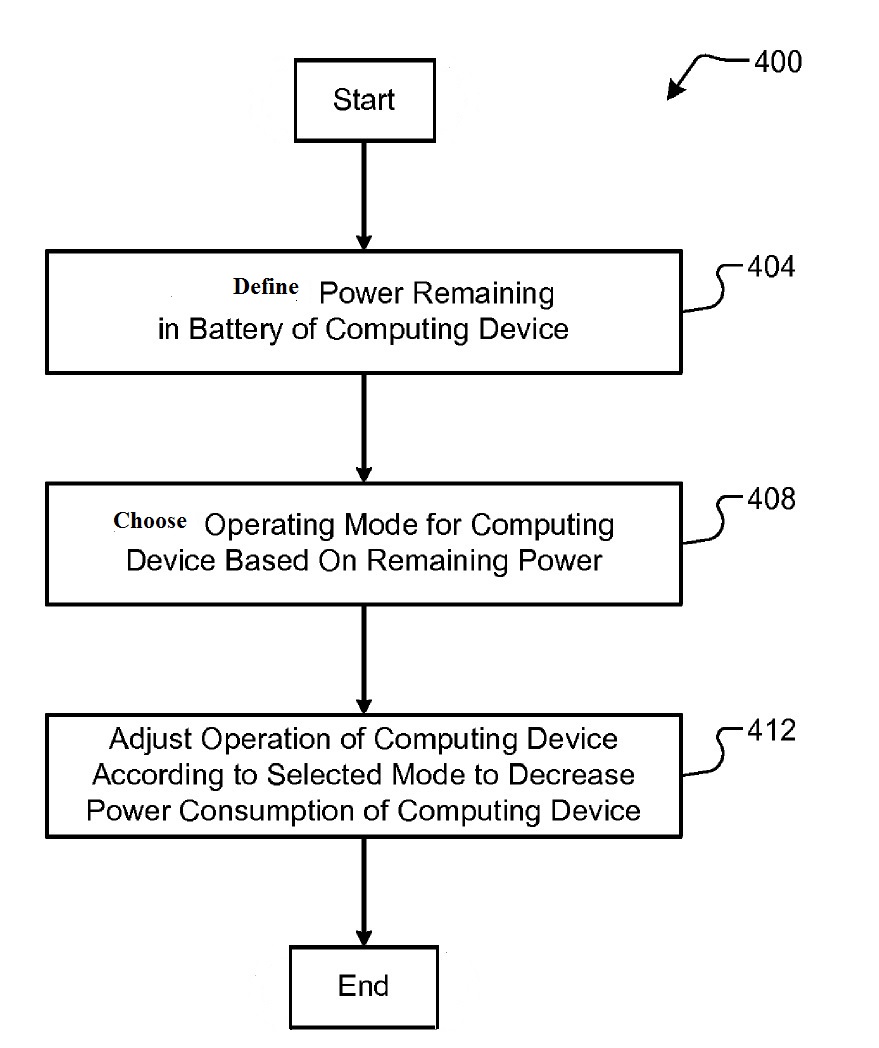 400
Start
404
Define Power Remaining
in Battery of Computing Device
408
Choose Operating Mode for Computing
Device Based On Remaining Power
412
Adjust Operation of Computing Device
According to Selected Mode to Decrease
Power Consumption of Computing Device
End